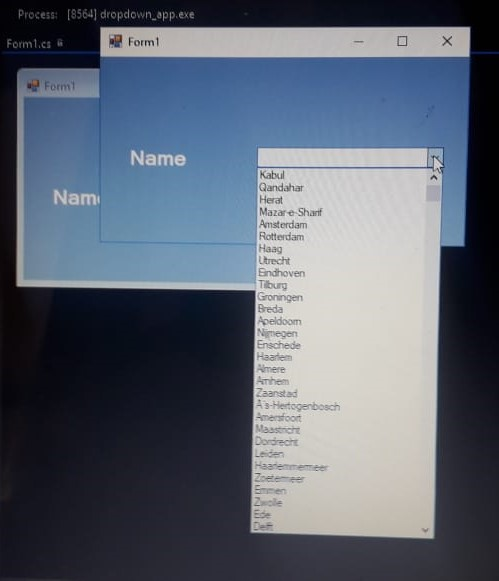 Process: [8564] dropdown_app.exe
Form1.cs
Form1
Form1
Name
Name
Kabul
Qandahar
Herat
Mazar-e-Sharif
Amsterdam
Rotterdam
Haag
Utrecht
Eindhoven
Tilburg
Groningen
Breda
Apeldoorn
Nijmegen
Enschede
Haarlem
Almere
Arnhem
Zaanstad
A's-Hertogenbosch
Amersfoort
Maastricht
Dordrecht
Leiden
Haarlemmermeer
Zoetermeer
Emmen
Zwolle
Ede
Delft